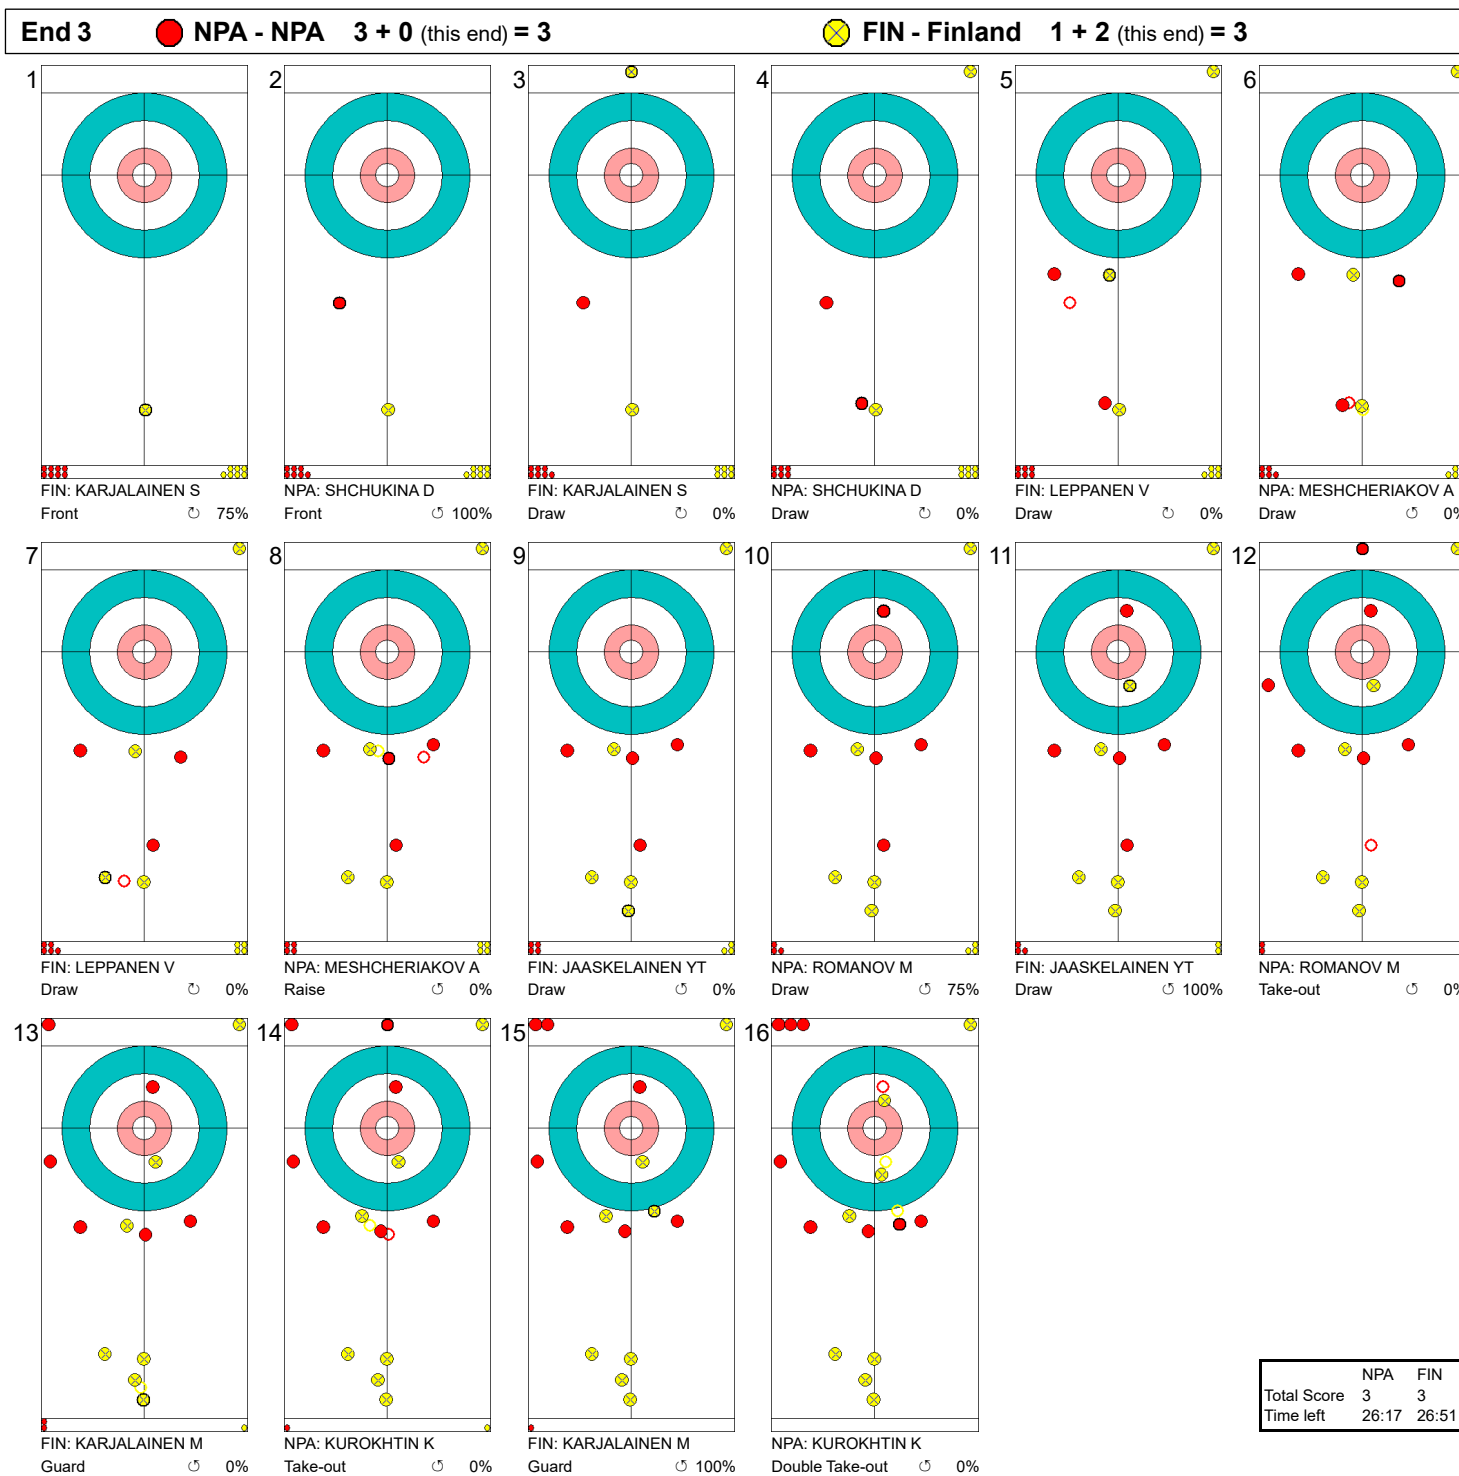 End 3 NPA - NPA 3 + 0 (this end) = 3 FIN - Finland 1 + 2 (this end) = 3
1 2 3 4 5 6
FIN: KARJALAINEN S NPA: SHCHUKINA D FIN: KARJALAINEN S NPA: SHCHUKINA D FIN: LEPPANEN V NPA: MESHCHERIAKOV A
Front ↻ 75% Front ↺ 100% Draw ↻ 0% Draw ↻ 0% Draw ↻ 0% Draw ↺ 0%
7 8 9 10 11 12
FIN: LEPPANEN V NPA: MESHCHERIAKOV A FIN: JAASKELAINEN YT NPA: ROMANOV M FIN: JAASKELAINEN YT NPA: ROMANOV M
Draw ↻ 0% Raise ↺ 0% Draw ↺ 0% Draw ↺ 75% Draw ↺ 100% Take-out ↺ 0%
13 14 15 16
FIN: KARJALAINEN M NPA: KUROKHTIN K FIN: KARJALAINEN M NPA: KUROKHTIN K
Guard ↺ 0% Take-out ↺ 0% Guard ↺ 100% Double Take-out ↺ 0%
NPA FIN
Total Score 3 3
Time left 26:17 26:51